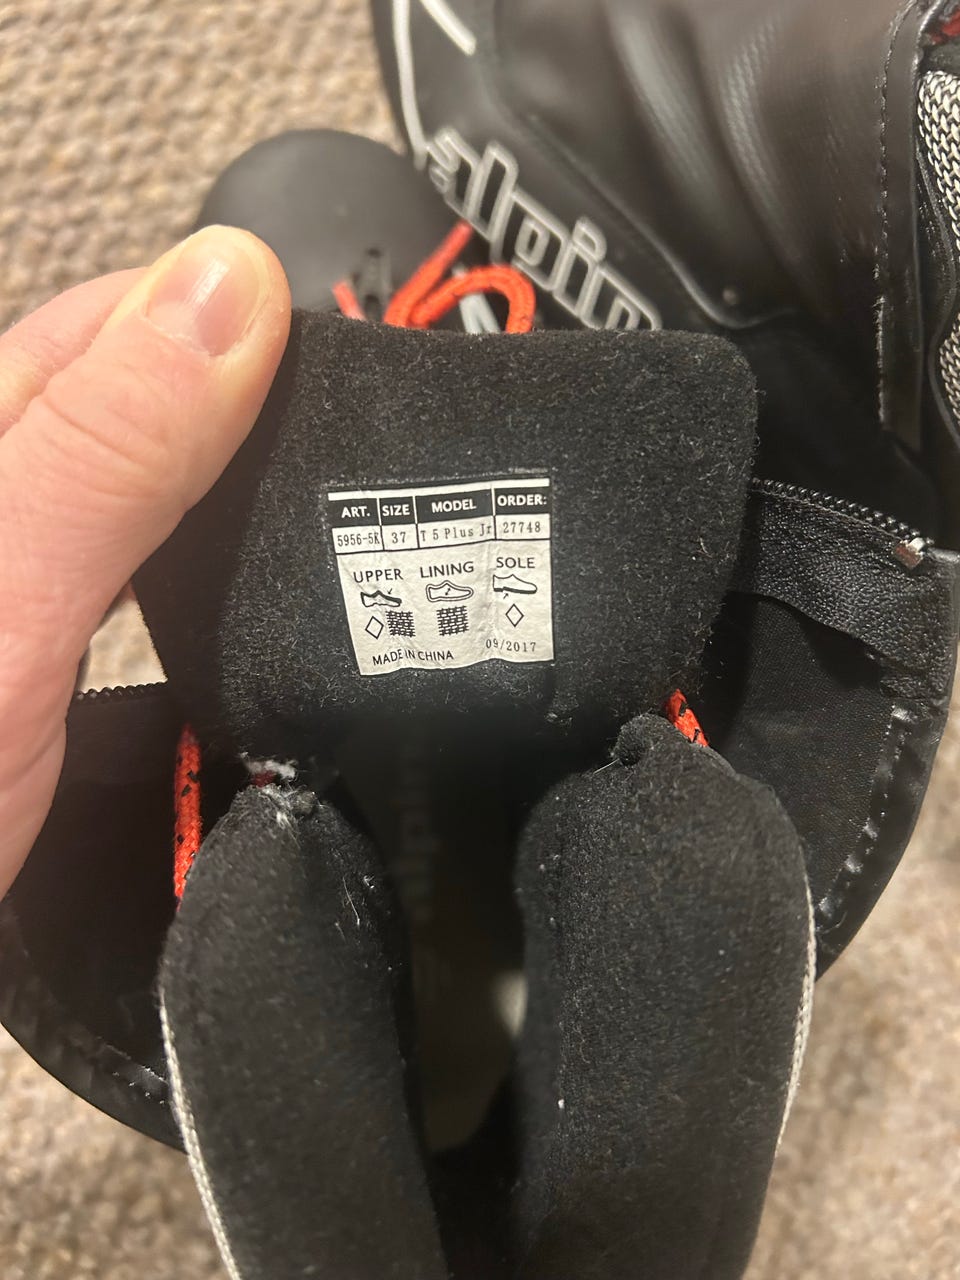 alpina
ART. SIZE MODEL ORDER:
5956-5K 37 T 5 Plus Jr 27748
UPPER LINING SOLE
09/2017
MADE IN CHINA